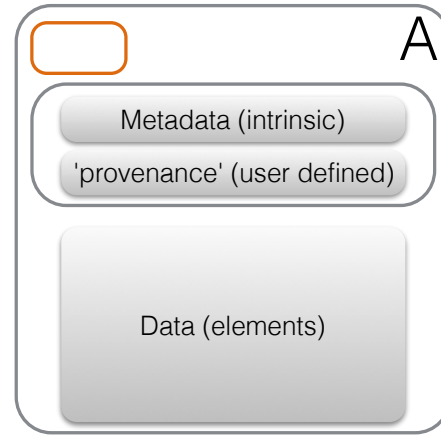 A
Metadata (intrinsic)
'provenance' (user defined)
Data (elements)